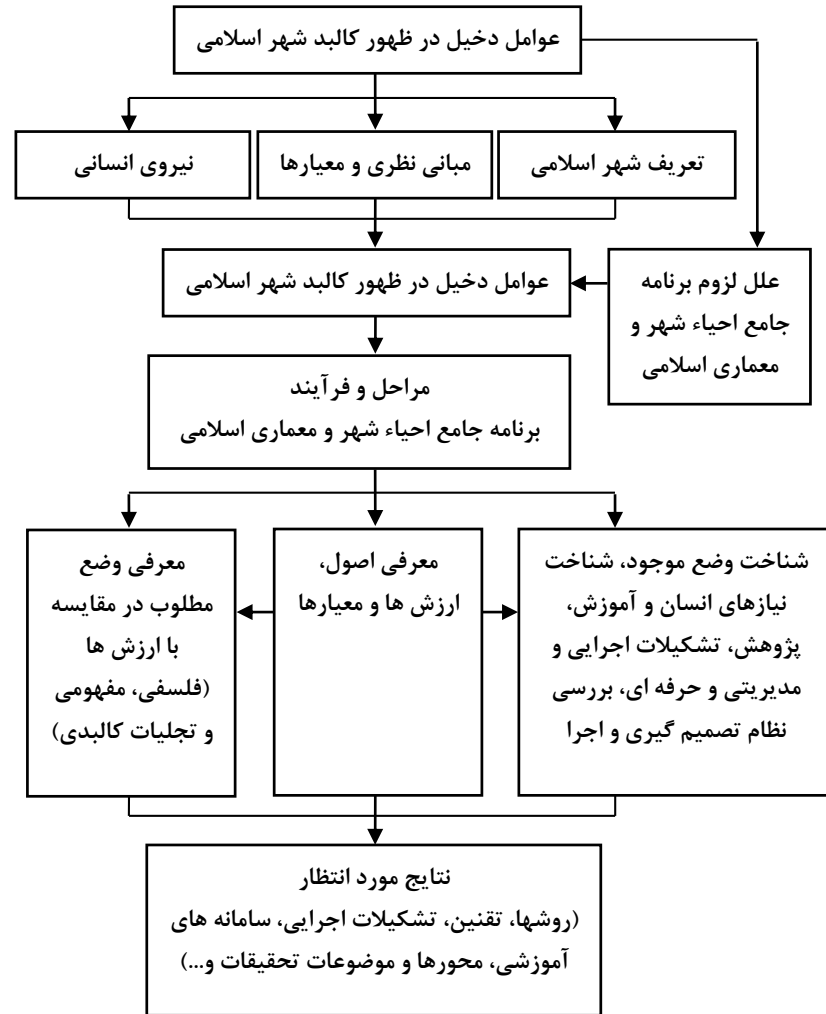 عوامل دخیل در ظهور کالبد شهر اسلامی
تعریف شهر اسلامی
مبانی نظری و معیارها
نیروی انسانی
عوامل دخیل در ظهور کالبد شهر اسلامی
علل لزوم برنامه
جامع احیاء شهر و
معماری اسلامی
مراحل و فرآیند
برنامه جامع احیاء شهر و معماری اسلامی
شناخت وضع موجود، شناخت
نیازهای انسان و آموزش،
پژوهش، تشکیلات اجرایی و
مدیریتی و حرفه ای، بررسی
نظام تصمیم گیری و اجرا
معرفی اصول،
ارزش ها و معیارها
معرفی وضع
مطلوب در مقایسه
با ارزش ها
(فلسفی، مفهومی
و تجلیات کالبدی)
نتایج مورد انتظار
(روشها، تقنین، تشکیلات اجرایی، سامانه های
آموزشی، محورها و موضوعات تحقیقات و...)